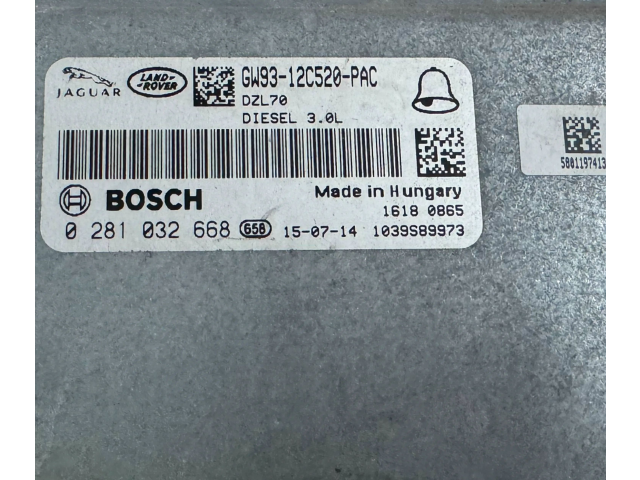 JAGUAR
LAND ROVER
GW93-12C520-PAC
DZL70
DIESEL 3.0L
BOSCH
Made in Hungary
1618 0865
0 281 032 668 658 15-07-14 1039S89973
5801197413